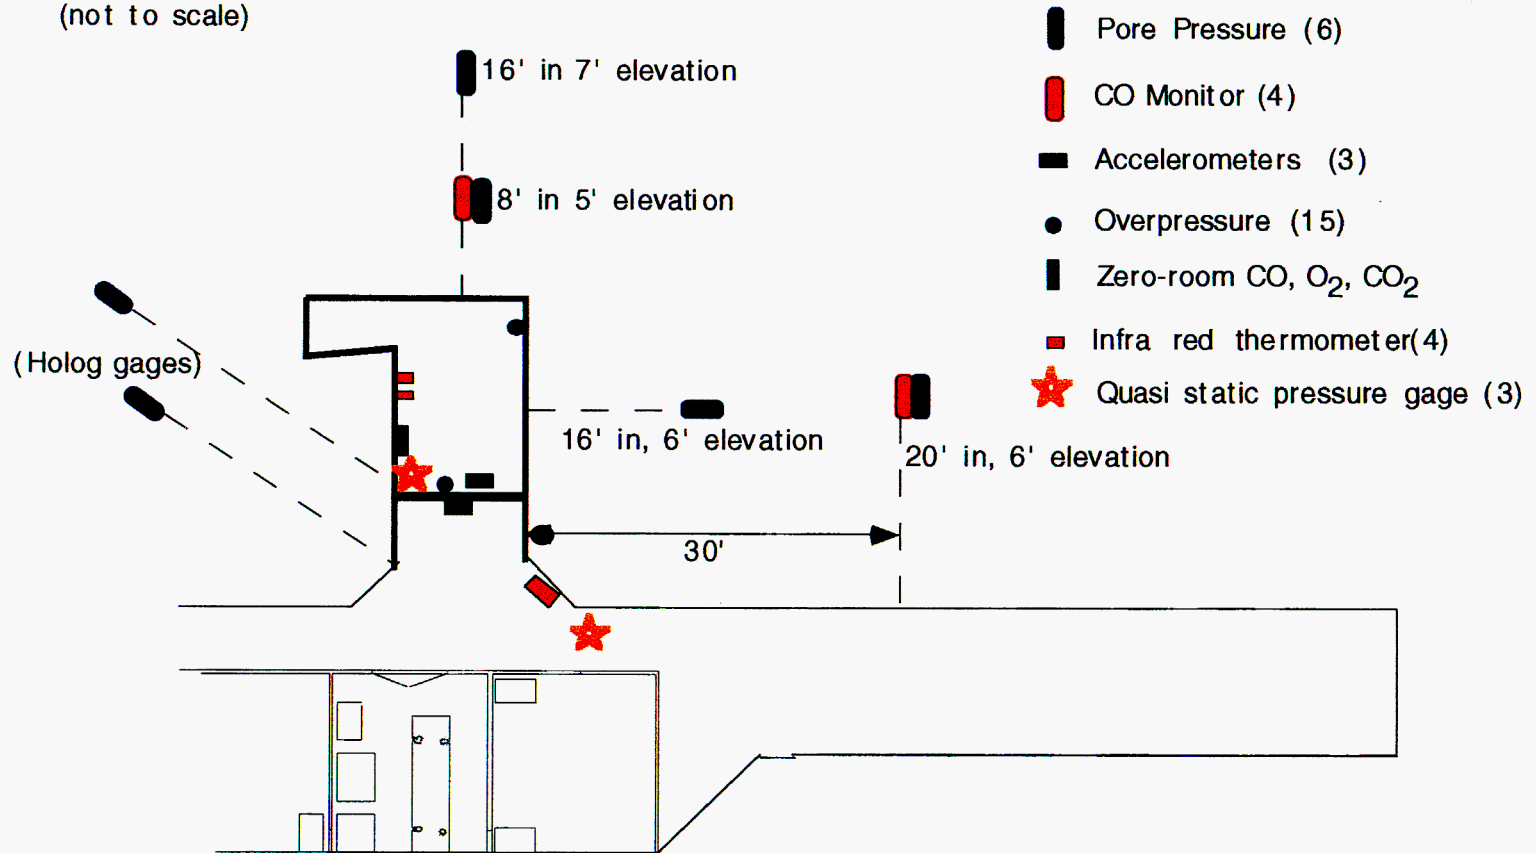 (not to scale)
Pore Pressure (6)
16' in 7' elevation
CO Monitor (4)
Accelerometers (3)
8' in 5' elevation
Overpressure (15)
Zero-room CO, O2, CO2
Infra red thermometer(4)
(Holog gages)
Quasi static pressure gage (3)
16' in, 6' elevation
20' in, 6' elevation
30'